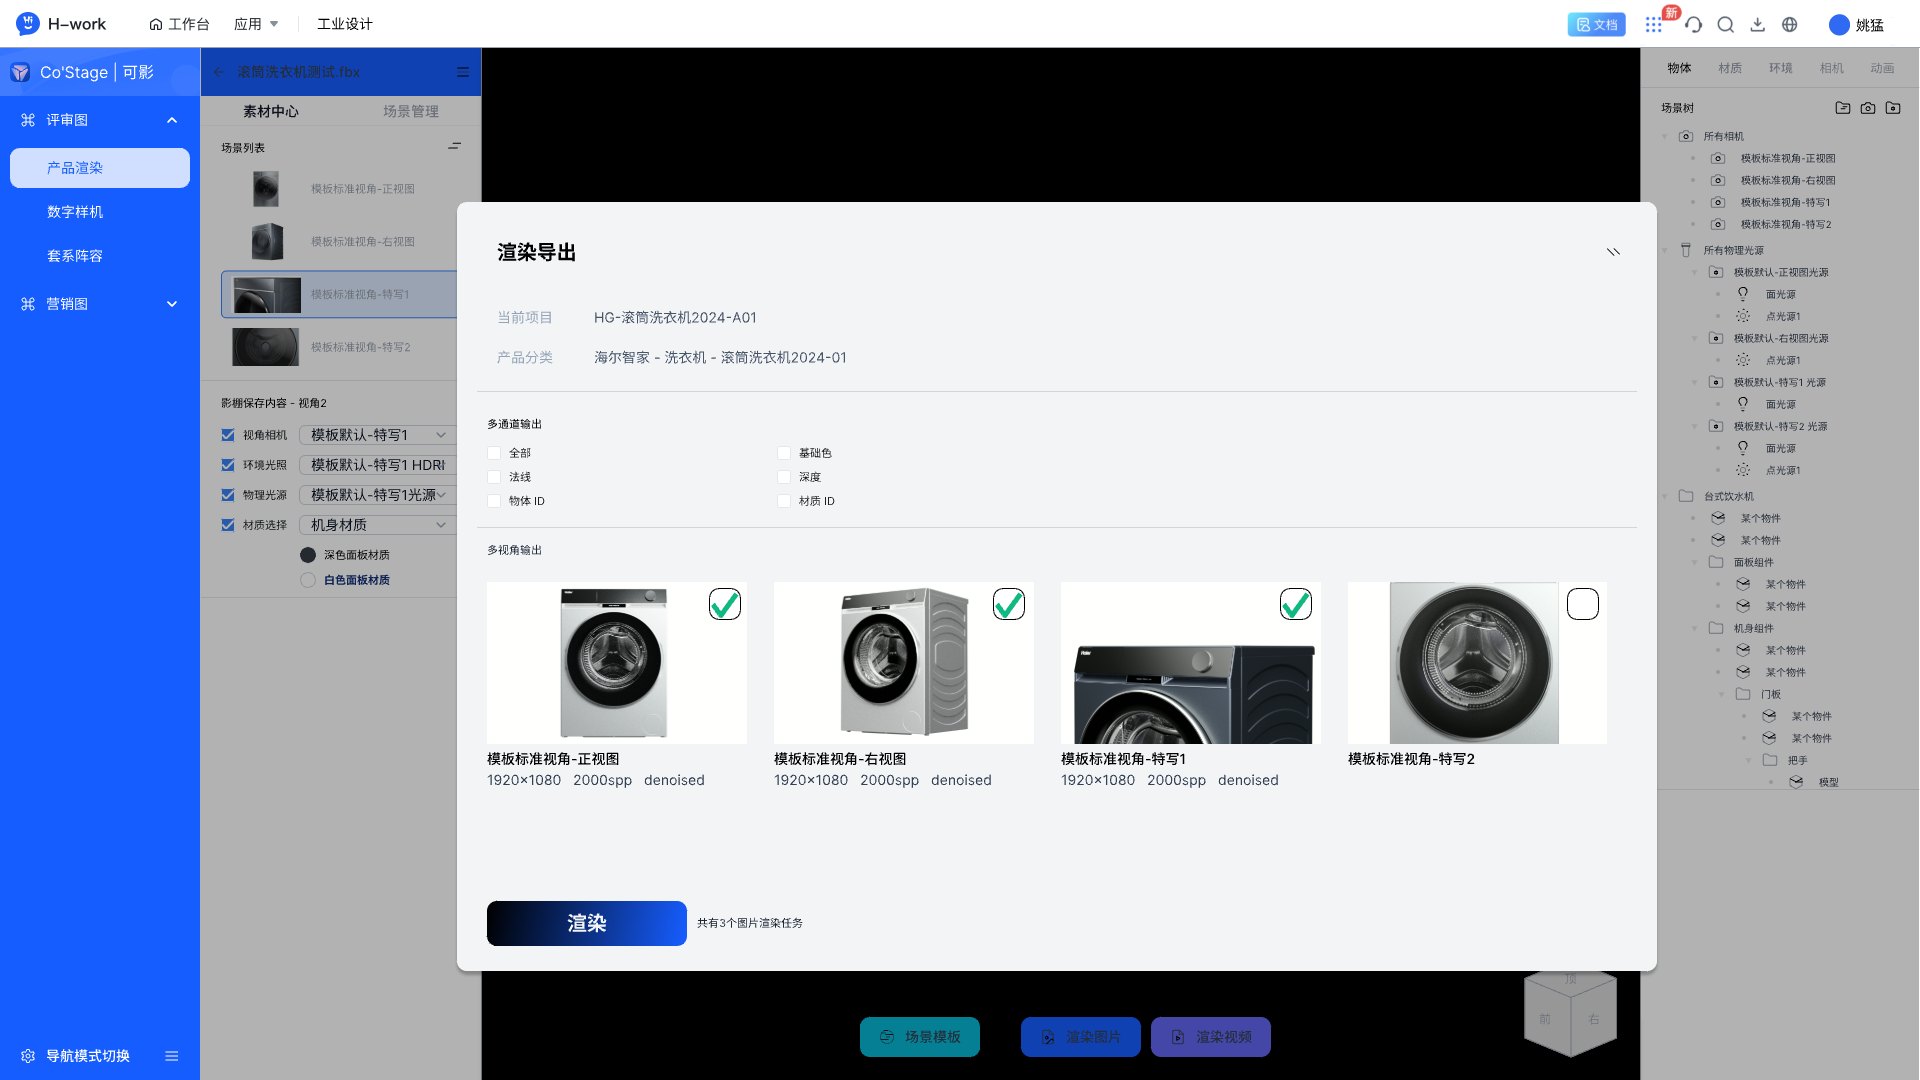 H-work
工作台
应用
工业设计
文档
新
姚猛
Co'Stage | 可影
评审图
产品渲染
数字样机
套系阵容
营销图
导航模式切换
滚筒洗衣机测试.fbx
素材中心
场景管理
场景列表
模板标准视角-正视图
模板标准视角-右视图
模板标准视角-特写1
模板标准视角-特写2
影棚保存内容 - 视角2
视角相机
模板默认-特写1
环境光照
模板默认-特写1 HDRI
物理光源
模板默认-特写1光源
材质选择
机身材质
深色面板材质
白色面板材质
渲染导出
当前项目
HG-滚筒洗衣机2024-A01
产品分类
海尔智家 - 洗衣机 - 滚筒洗衣机2024-01
多通道输出
全部
基础色
法线
深度
物体 ID
材质 ID
多视角输出
Haier
模板标准视角-正视图
1920×1080 2000spp denoised
模板标准视角-右视图
1920×1080 2000spp denoised
模板标准视角-特写1
1920×1080 2000spp denoised
模板标准视角-特写2
渲染
共有3个图片渲染任务
场景模板
渲染图片
渲染视频
顶
前
右
物体
材质
环境
相机
动画
场景树
所有相机
模板标准视角-正视图
模板标准视角-右视图
模板标准视角-特写1
模板标准视角-特写2
所有物理光源
模板默认-正视图光源
面光源
点光源1
模板默认-右视图光源
点光源1
模板默认-特写1 光源
面光源
模板默认-特写2 光源
面光源
点光源1
台式饮水机
某个物件
某个物件
面板组件
某个物件
某个物件
机身组件
某个物件
某个物件
门板
某个物件
某个物件
把手
模型